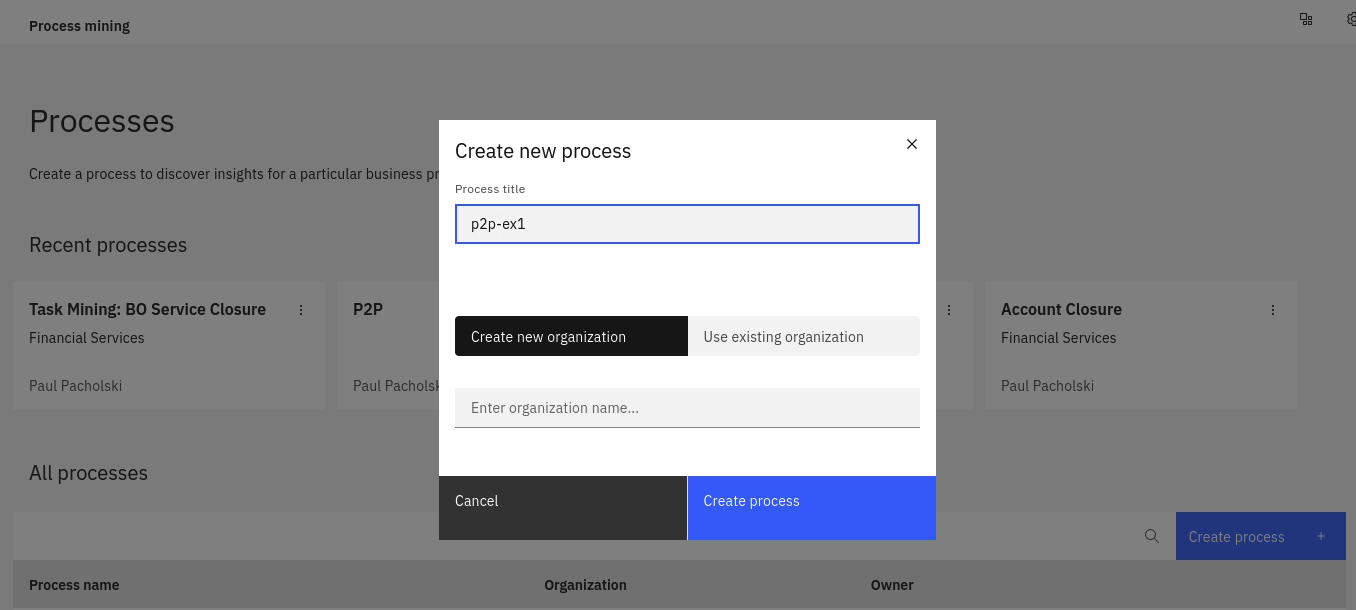 Process mining
Processes
Create a process to discover insights for a particular business pr
Recent processes
Task Mining: BO Service Closure
Financial Services
Paul Pacholski
P2P
Paul Pacholsk
Account Closure
Financial Services
Paul Pacholski
Create new process
Process title
p2p-ex1
Create new organization
Use existing organization
Enter organization name...
Cancel
Create process
All processes
Create process +
Process name
Organization
Owner